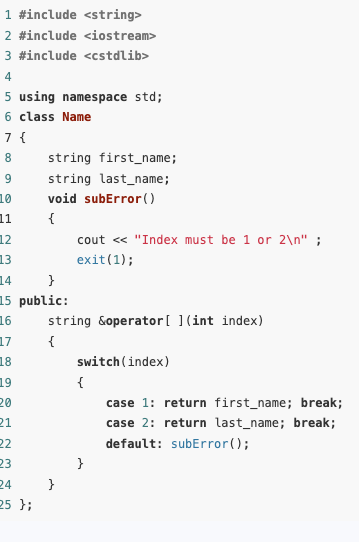 1 #include <string>
2 #include <iostream>
3 #include <cstdlib>
4
5 using namespace std;
6 class Name
7 {
8     string first_name;
9     string last_name;
10     void subError()
11     {
12         cout << "Index must be 1 or 2\n" ;
13         exit(1);
14     }
15 public:
16     string &operator[ ](int index)
17     {
18         switch(index)
19         {
20             case 1: return first_name; break;
21             case 2: return last_name; break;
22             default: subError();
23         }
24     }
25 };